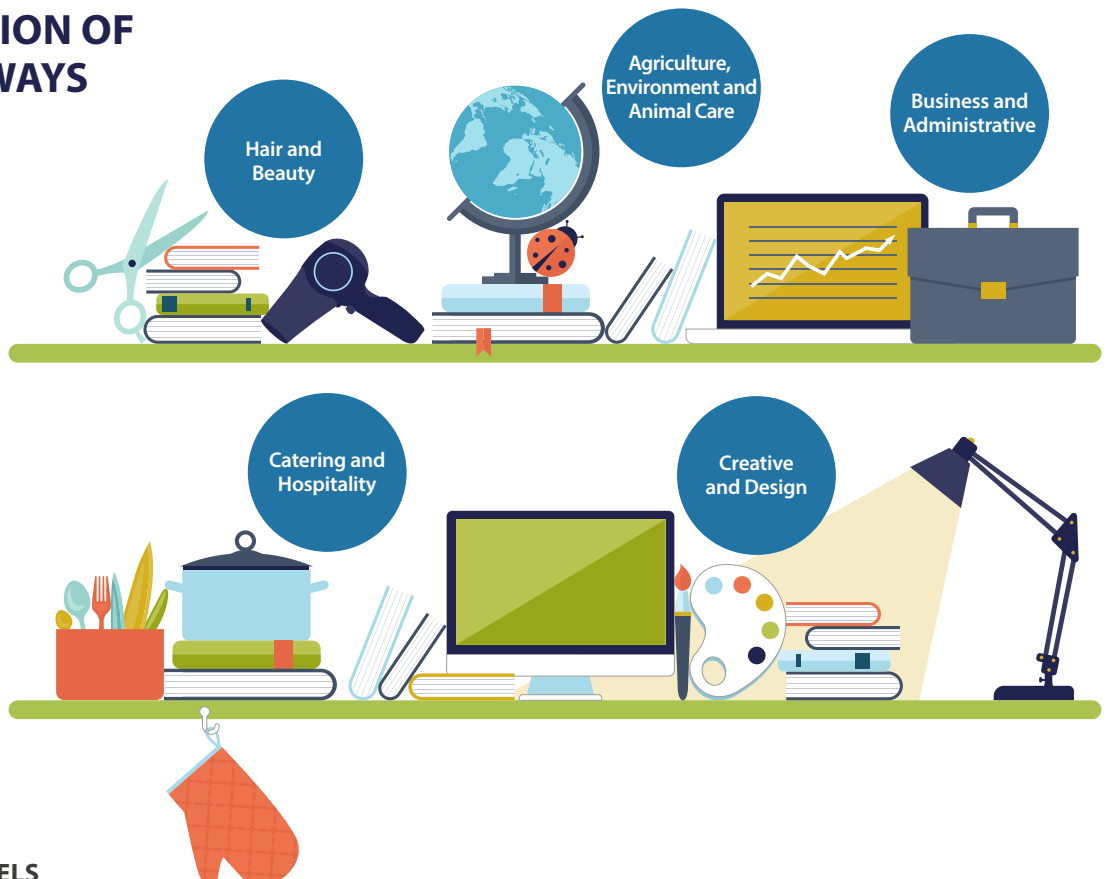 ION OF
WAYS
Hair and
Beauty
Agriculture,
Environment and
Animal Care
Business and
Administrative
Catering and
Hospitality
Creative
and Design
ELS